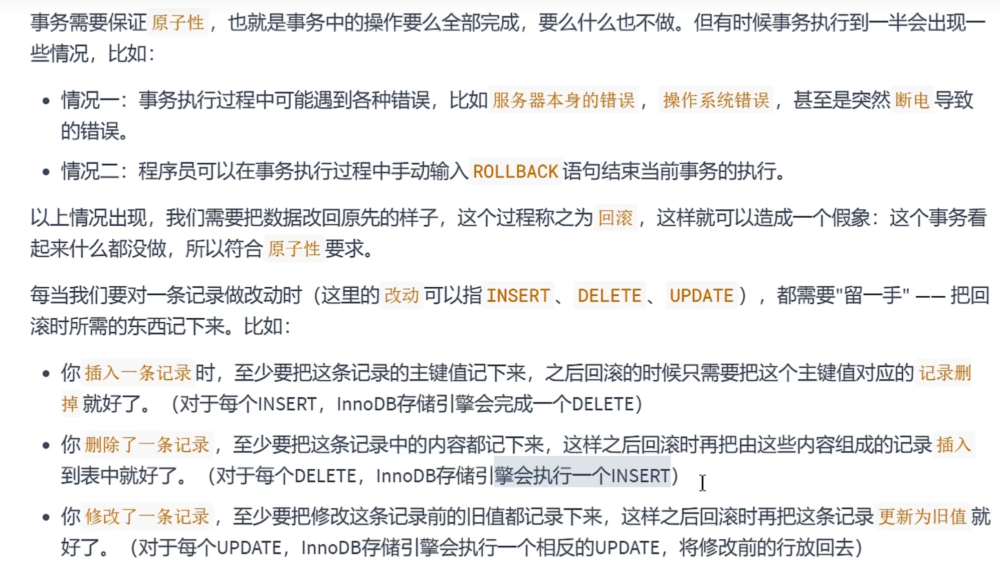 事务需要保证 原子性 ，也就是事务中的操作要么全部完成，要么什么也不做。但有时候事务执行到一半会出现一
些情况，比如：
• 情况一：事务执行过程中可能遇到各种错误，比如 服务器本身的错误 ， 操作系统错误 ，甚至是突然 断电 导致
的错误。
• 情况二：程序员可以在事务执行过程中手动输入 ROLLBACK 语句结束当前事务的执行。
以上情况出现，我们需要把数据改回原先的样子，这个过程称之为 回滚 ，这样就可以造成一个假象：这个事务看
起来什么都没做，所以符合 原子性 要求。
每当我们要对一条记录做改动时（这里的 改动 可以指 INSERT 、 DELETE 、 UPDATE ），都需要"留一手" —— 把回
滚时所需的东西记下来。比如：
• 你 插入一条记录 时，至少要把这条记录的主键值记下来，之后回滚的时候只需要把这个主键值对应的 记录删
掉 就好了。（对于每个INSERT，InnoDB存储引擎会完成一个DELETE）
• 你 删除了一条记录 ，至少要把这条记录中的内容都记下来，这样之后回滚时再把由这些内容组成的记录 插入
到表中就好了。（对于每个DELETE，InnoDB存储引擎会执行一个INSERT）
• 你 修改了一条记录 ，至少要把修改这条记录前的旧值都记录下来，这样之后回滚时再把这条记录 更新为旧值 就
好了。（对于每个UPDATE，InnoDB存储引擎会执行一个相反的UPDATE，将修改前的行放回去）